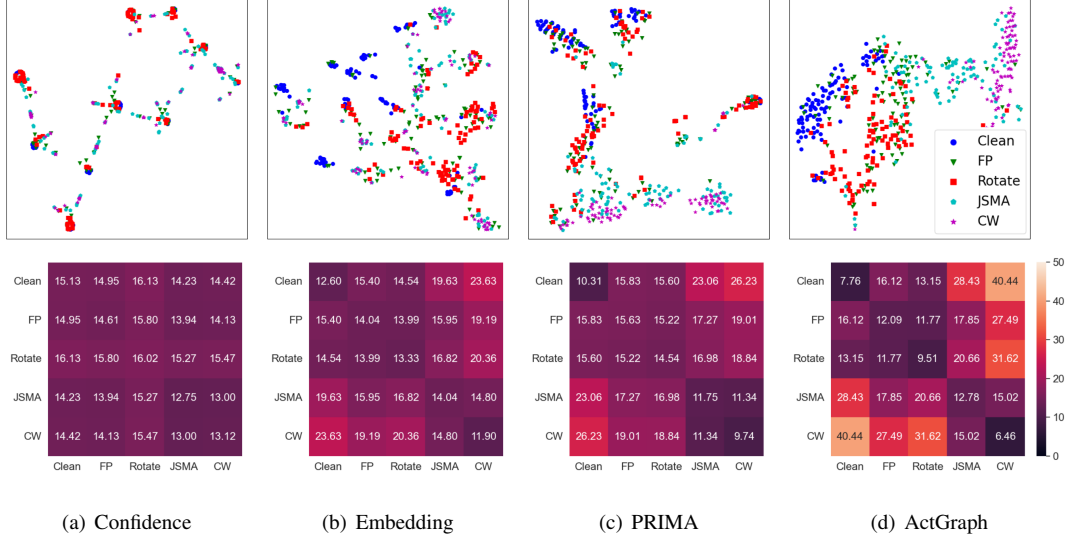 Clean
FP
Rotate
JSMA
CW
Clean 15.13 14.95 16.13 14.23 14.42
FP 14.95 14.61 15.80 13.94 14.13
Rotate 16.13 15.80 16.02 15.27 15.47
JSMA 14.23 13.94 15.27 12.75 13.00
CW 14.42 14.13 15.47 13.00 13.12
Clean FP Rotate JSMA CW
Clean 12.60 15.40 14.54 19.63 23.63
FP 15.40 14.04 13.99 15.95 19.19
Rotate 14.54 13.99 13.33 16.82 20.36
JSMA 19.63 15.95 16.82 14.04 14.80
CW 23.63 19.19 20.36 14.80 11.90
Clean FP Rotate JSMA CW
Clean 10.31 15.83 15.60 23.06 26.23
FP 15.83 15.63 15.22 17.27 19.01
Rotate 15.60 15.22 14.54 16.98 18.84
JSMA 23.06 17.27 16.98 11.75 11.34
CW 26.23 19.01 18.84 11.34 9.74
Clean FP Rotate JSMA CW
Clean 7.76 16.12 13.15 28.43 40.44
FP 16.12 12.09 11.77 17.85 27.49
Rotate 13.15 11.77 9.51 20.66 31.62
JSMA 28.43 17.85 20.66 12.78 15.02
CW 40.44 27.49 31.62 15.02 6.46
Clean FP Rotate JSMA CW
50
40
30
20
10
0
(a) Confidence
(b) Embedding
(c) PRIMA
(d) ActGraph